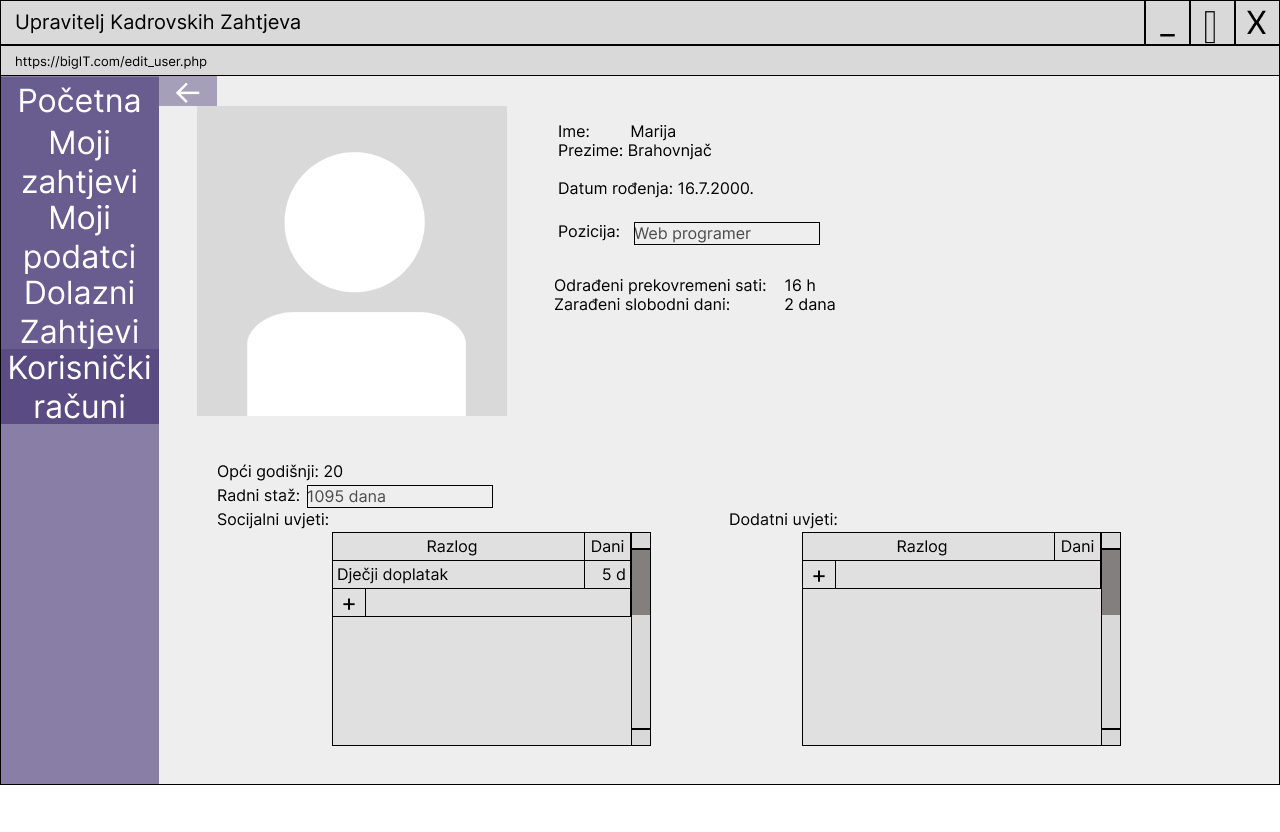 Upravitelj Kadrovskih Zahtjeva
_ X
https://bigIT.com/edit_user.php
Početna
Moji
zahtjevi
Moji
podatci
Dolazni
Zahtjevi
Korisnički
računi
Ime: Marija
Prezime: Brahovnjač
Datum rođenja: 16.7.2000.
Pozicija: Web programer
Odrađeni prekovremeni sati: 16 h
Zarađeni slobodni dani: 2 dana
Opći godišnji: 20
Radni staž: 1095 dana
Socijalni uvjeti:
Razlog Dani
Dječji doplatak 5 d
+
Dodatni uvjeti:
Razlog Dani
+